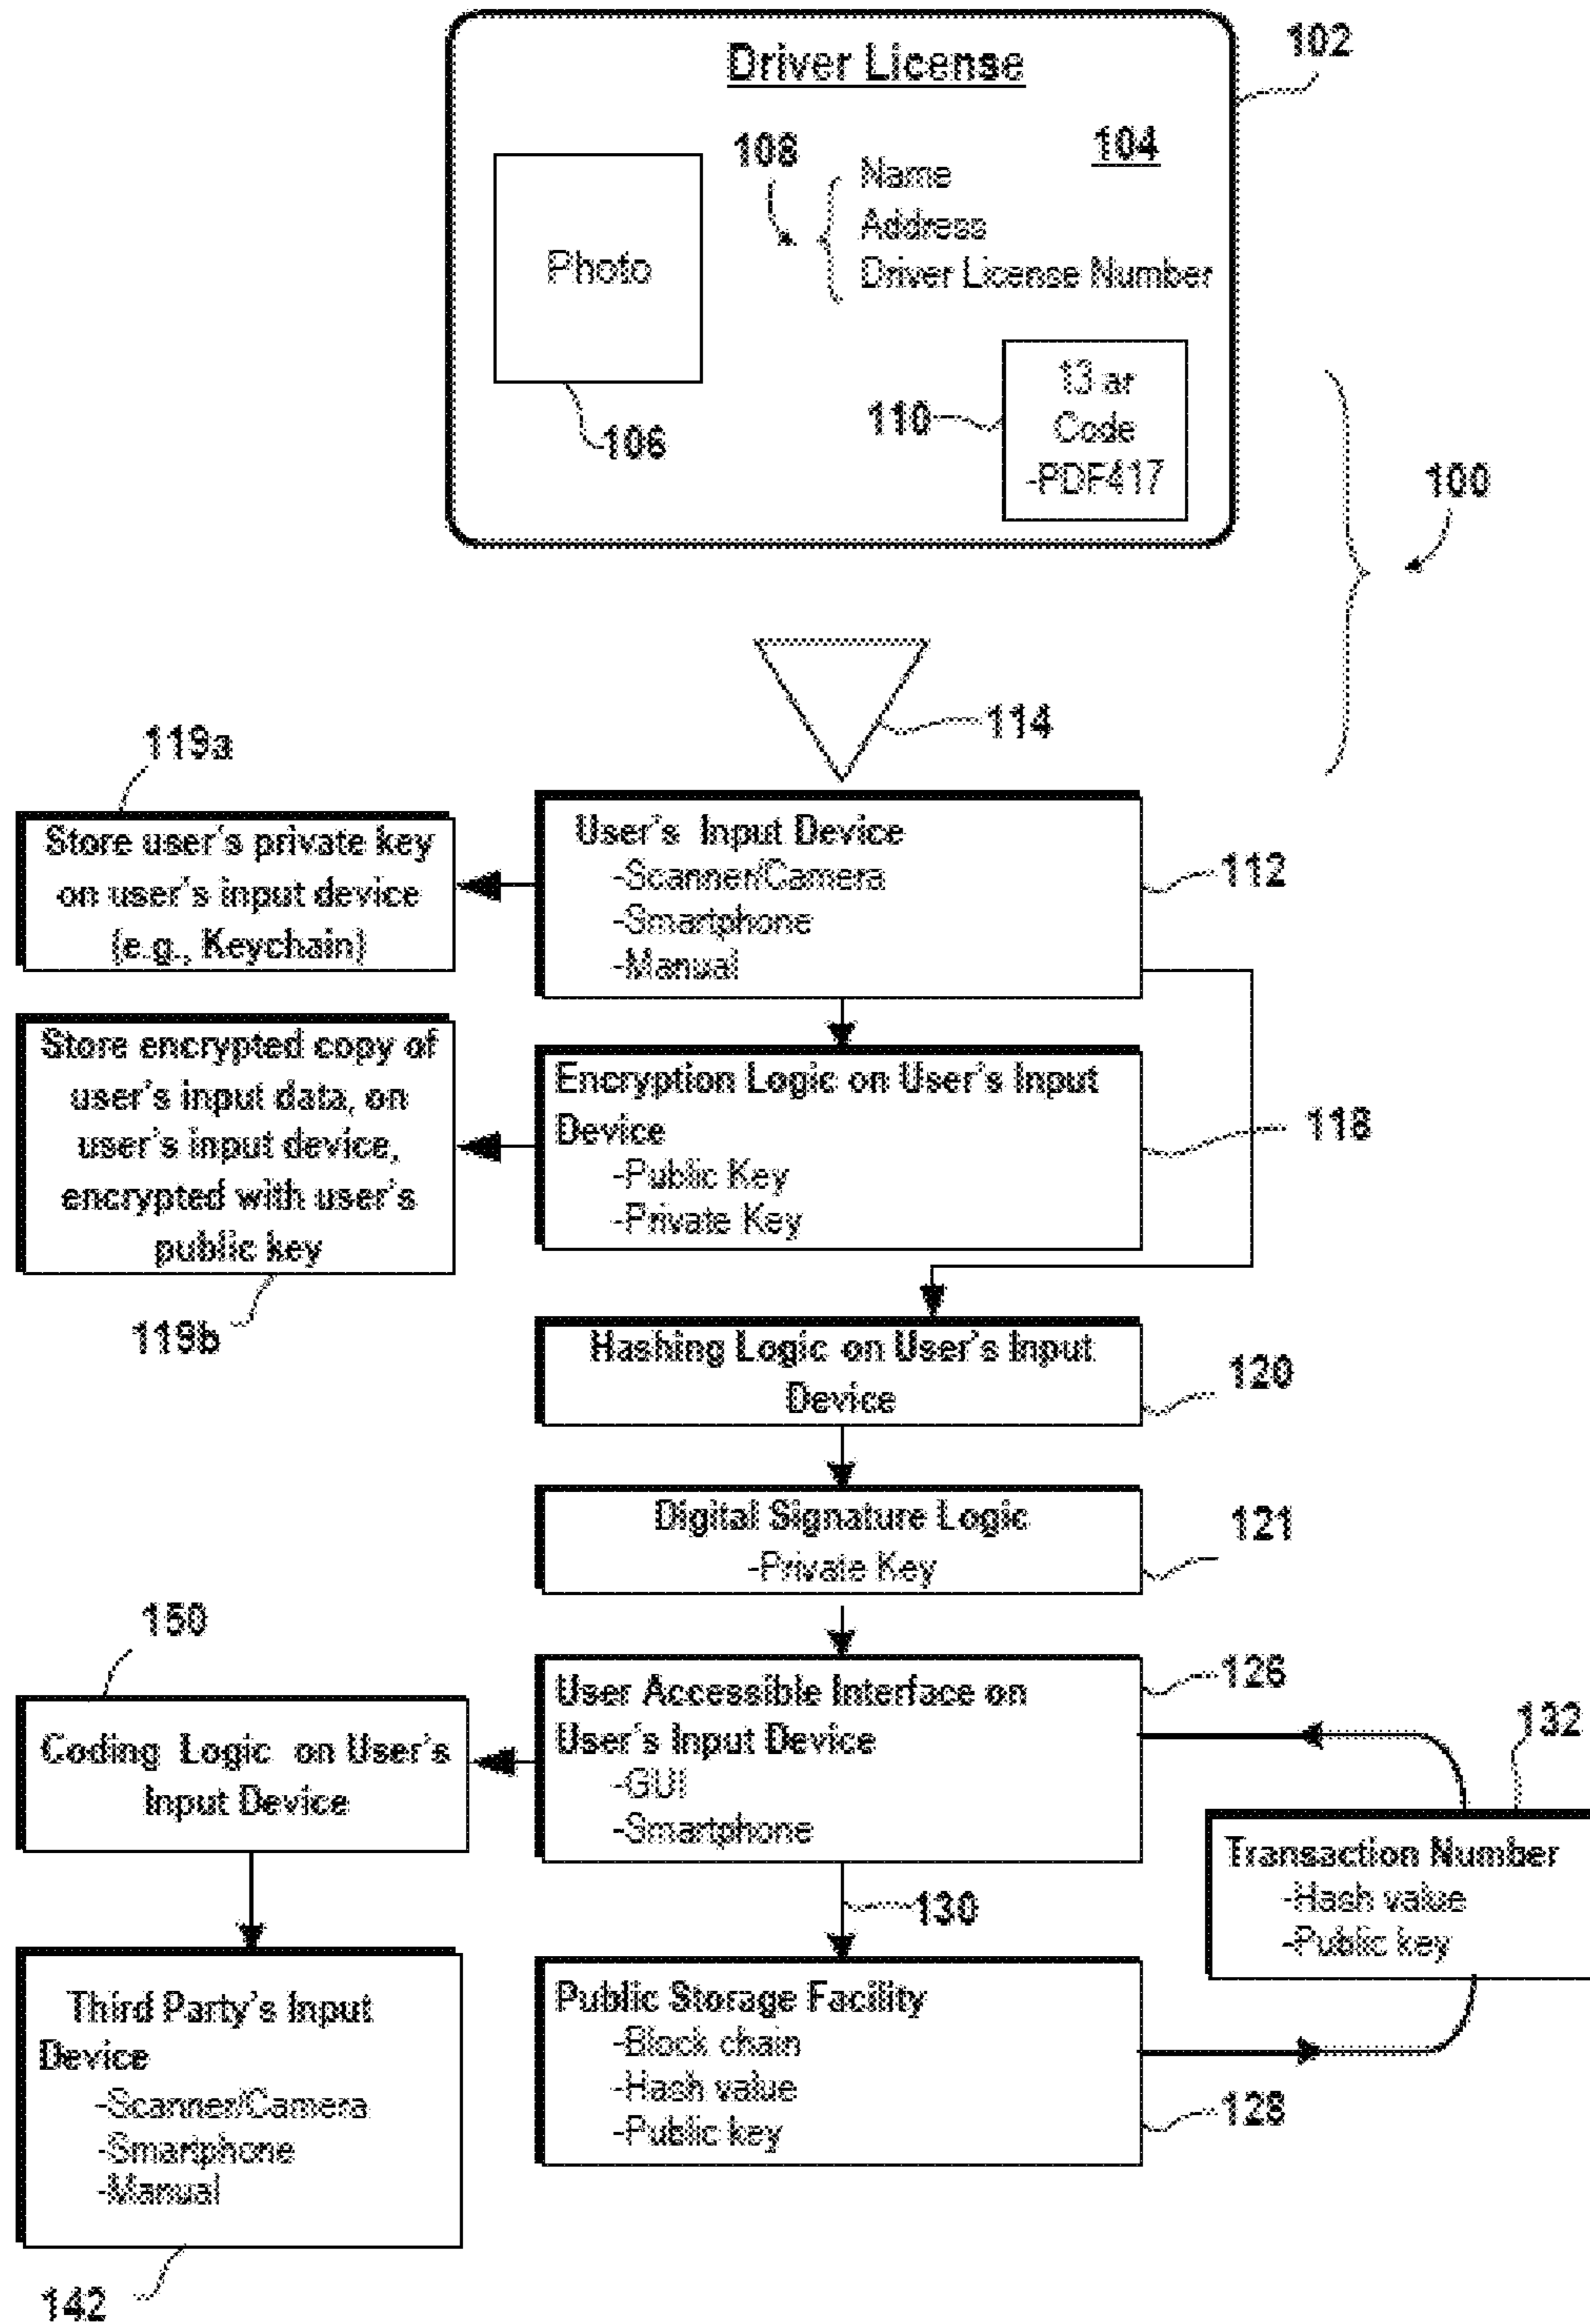 Driver License
102
104
108
Name
Address
Driver License Number
Photo
106
110
13 ar
Code
-PDF417
100
114
119a
Store user's private key
on user's input device
(e.g., Keychain)
User's Input Device
-Scanner/Camera
-Smartphone
-Manual
112
Store encrypted copy of
user's input data, on
user's input device,
encrypted with user's
public key
119b
Encryption Logic on User's Input
Device
-Public Key
-Private Key
118
Hashing Logic on User's Input
Device
120
Digital Signature Logic
-Private Key
121
150
Coding Logic on User's
Input Device
User Accessible Interface on
User's Input Device
-GUI
-Smartphone
126
132
Transaction Number
-Hash value
-Public key
130
Third Party's Input
Device
-Scanner/Camera
-Smartphone
-Manual
142
Public Storage Facility
-Block chain
-Hash value
-Public key
128